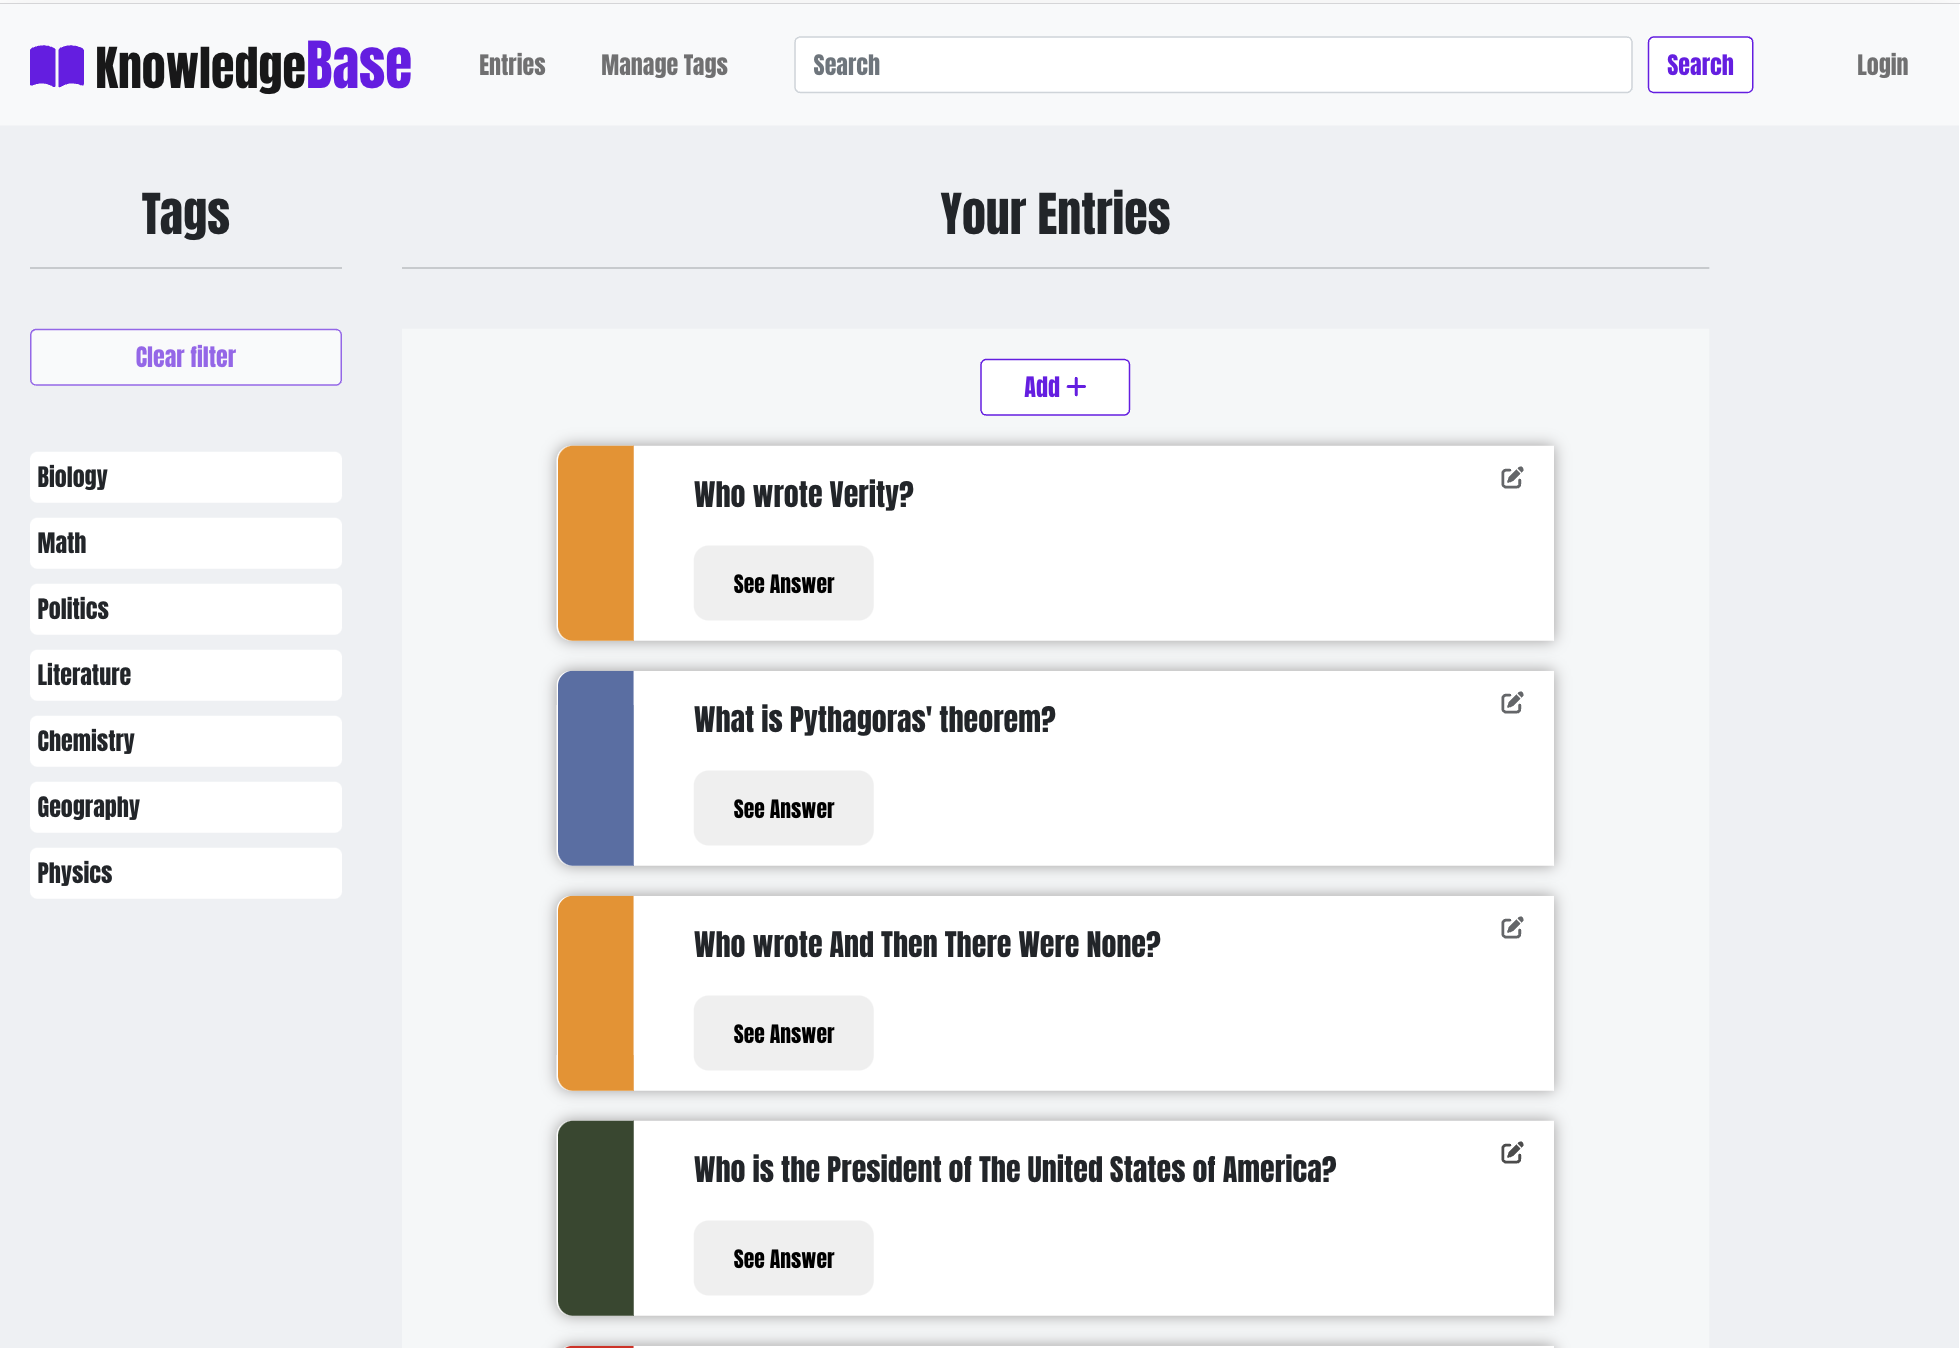 KnowledgeBase
Entries
Manage Tags
Search
Search
Login
Tags
Your Entries
Clear filter
Biology
Math
Politics
Literature
Chemistry
Geography
Physics
Add +
Who wrote Verity?
See Answer
What is Pythagoras' theorem?
See Answer
Who wrote And Then There Were None?
See Answer
Who is the President of The United States of America?
See Answer